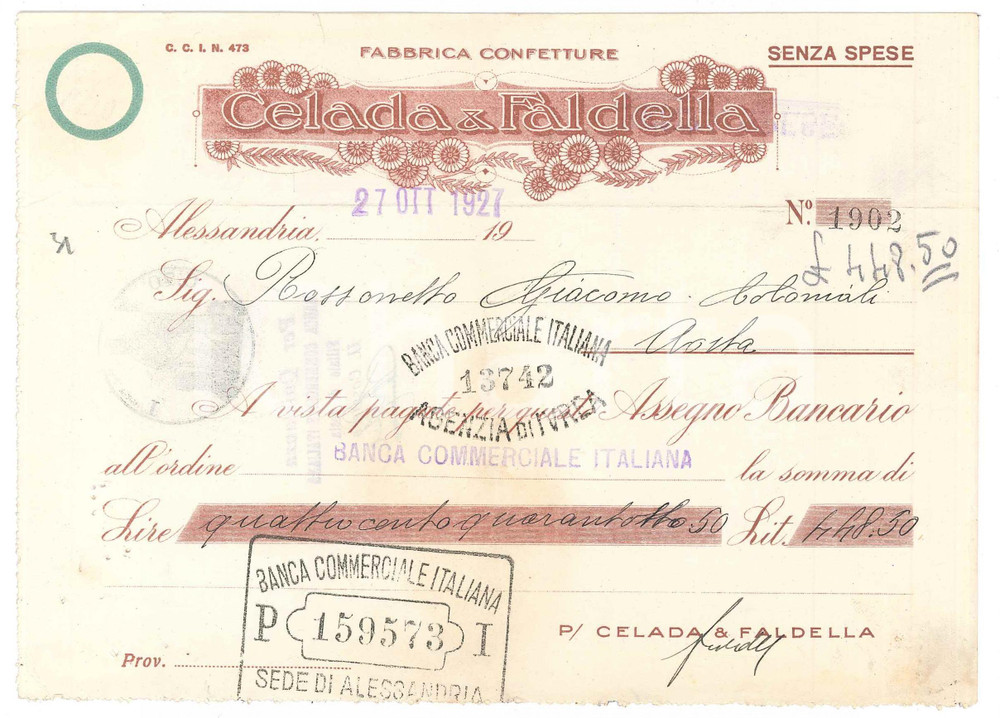 C. C. I. N. 473
FABBRICA CONFETTURE
SENZA SPESE
Celada & Faldella
27 OTT 1927
Alessandria, 19
N.º 1902
£ 448.50
Sig. Rossonetto Giacomo. Coloniali
Aosta
BANCA COMMERCIALE ITALIANA
13742
AGENZIA DI IVREA
A vista pagate per questo Assegno Bancario
all'ordine BANCA COMMERCIALE ITALIANA la somma di
Lire quattrocentoquarantotto 50 Lit. 448.50
BANCA COMMERCIALE ITALIANA
P 159573 I
SEDE DI ALESSANDRIA
P/ CELADA & FALDELLA
Prov.